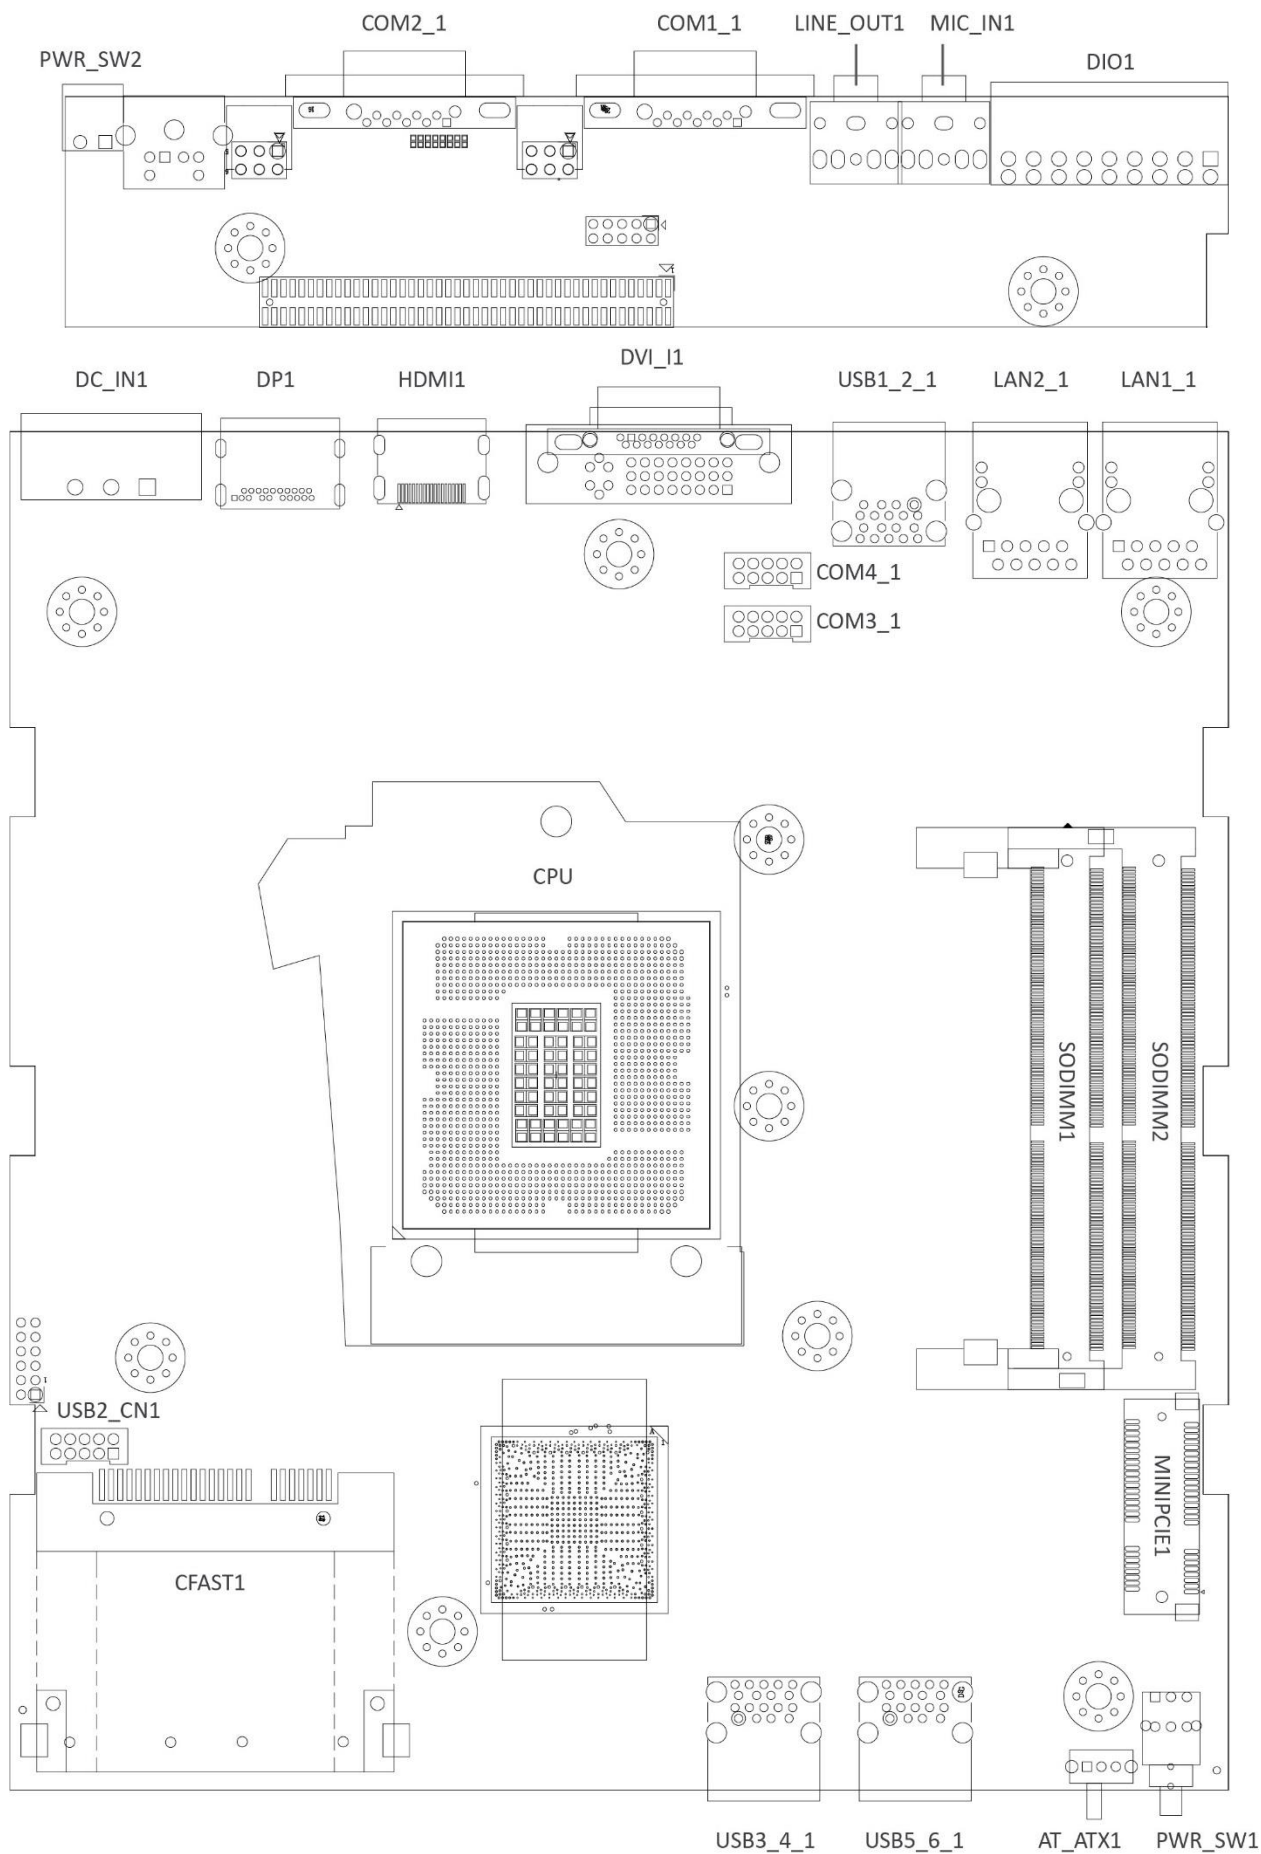 COM2_1
COM1_1
LINE_OUT1
MIC_IN1
PWR_SW2
DIO1
DVI_I1
DC_IN1
DP1
HDMI1
USB1_2_1
LAN2_1
LAN1_1
COM4_1
COM3_1
CPU
SODIMM1
SODIMM2
USB2_CN1
MINIPCIE1
CFAST1
USB3_4_1
USB5_6_1
AT_ATX1
PWR_SW1